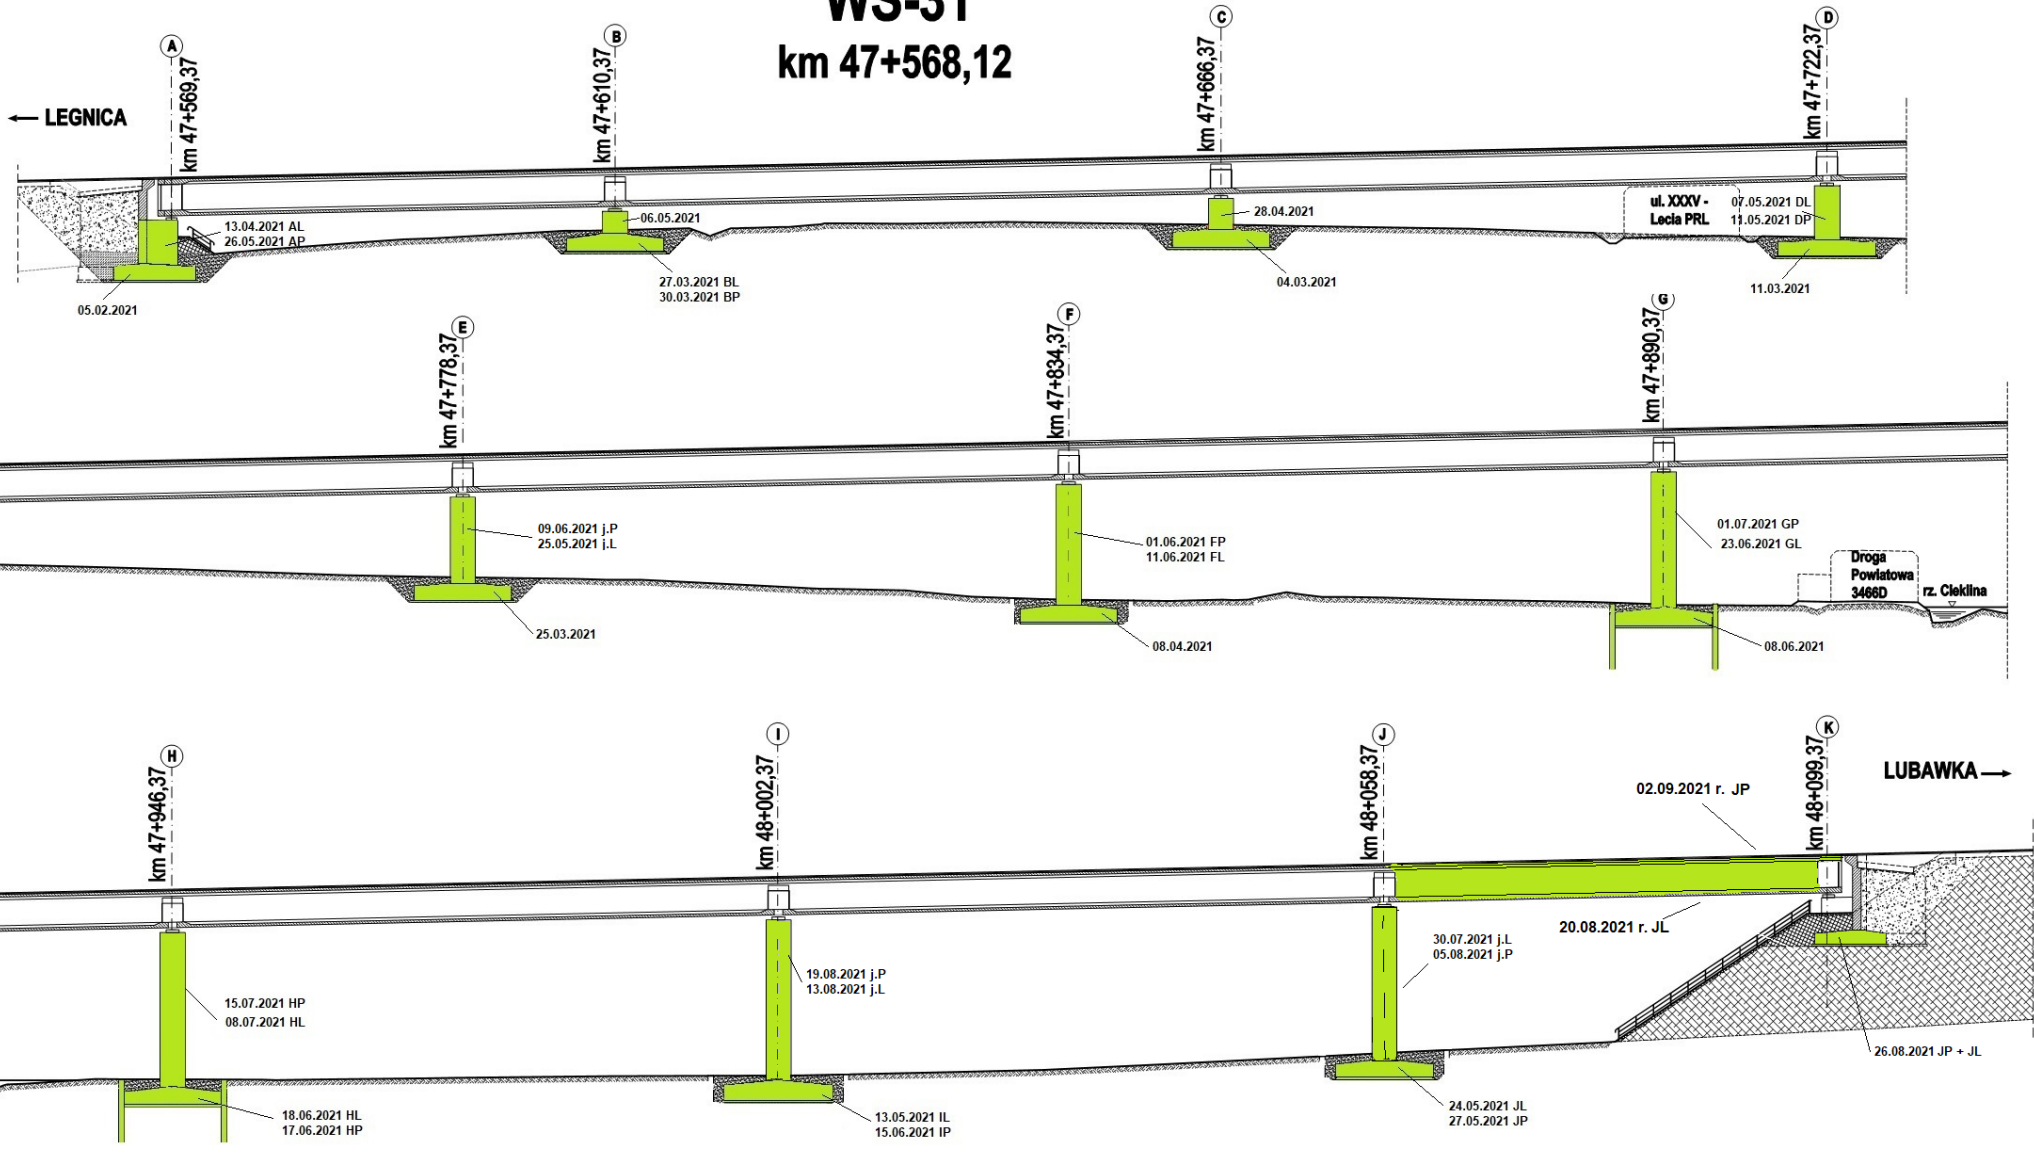 WS-31
km 47+568,12
A
B
C
D
km 47+569,37
km 47+610,37
km 47+666,37
km 47+722,37
← LEGNICA
13.04.2021 AL
26.05.2021 AP
06.05.2021
28.04.2021
ul. XXXV -
Lecia PRL
07.05.2021 DL
11.05.2021 DP
05.02.2021
27.03.2021 BL
30.03.2021 BP
04.03.2021
11.03.2021
E
F
G
km 47+778,37
km 47+834,37
km 47+890,37
09.06.2021 j.P
25.05.2021 j.L
01.06.2021 FP
11.06.2021 FL
01.07.2021 GP
23.06.2021 GL
Droga
Powiatowa
3466D
rz. Cieklina
25.03.2021
08.04.2021
08.06.2021
H
I
J
K
km 47+946,37
km 48+002,37
km 48+058,37
km 48+099,37
LUBAWKA →
02.09.2021 r. JP
20.08.2021 r. JL
15.07.2021 HP
08.07.2021 HL
19.08.2021 j.P
13.08.2021 j.L
30.07.2021 j.L
05.08.2021 j.P
26.08.2021 JP + JL
18.06.2021 HL
17.06.2021 HP
13.05.2021 IL
15.06.2021 IP
24.05.2021 JL
27.05.2021 JP